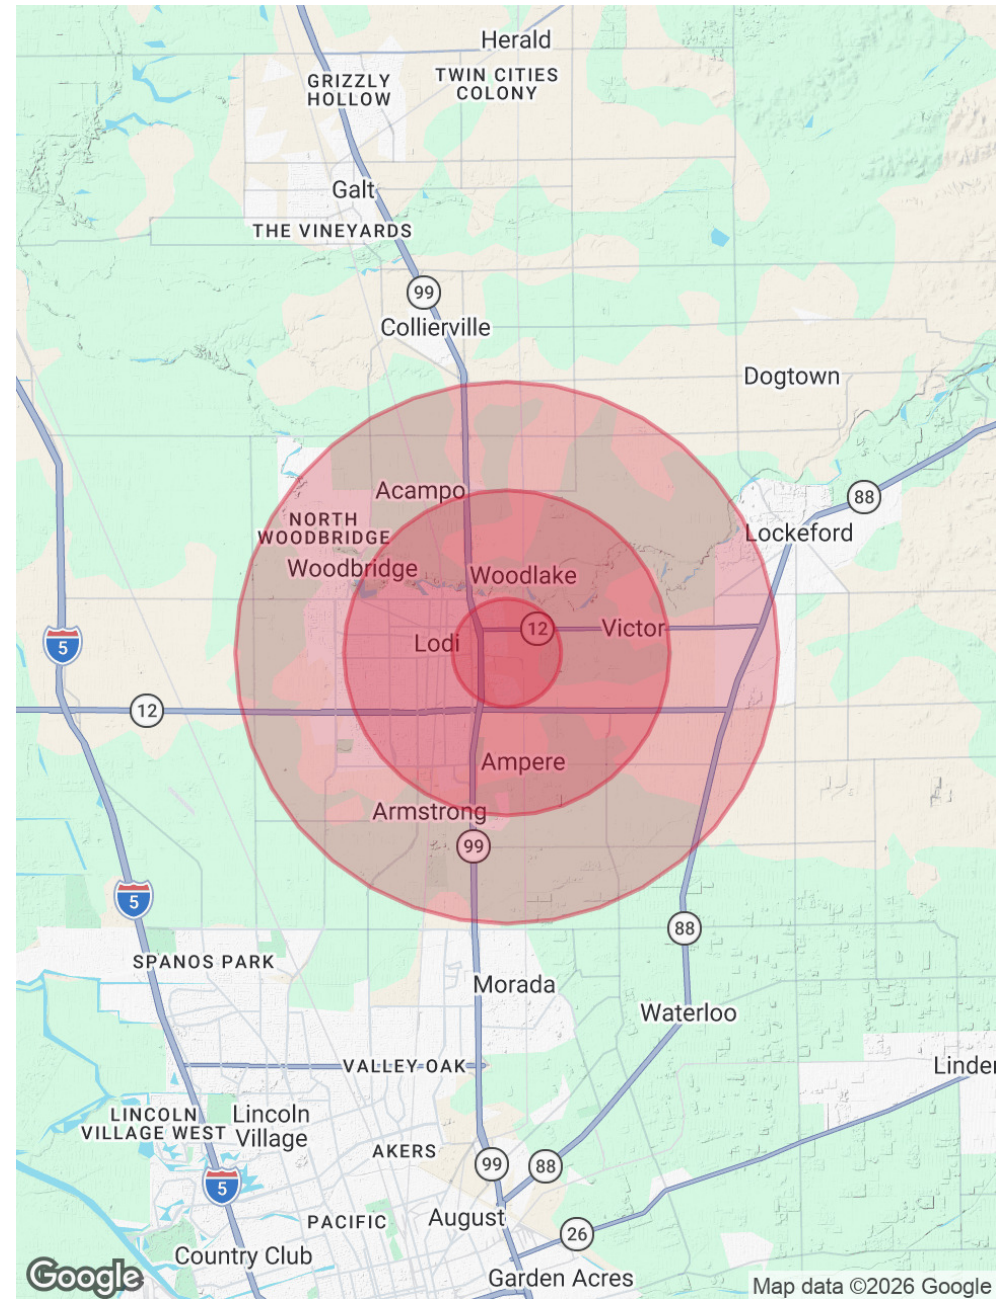 Herald
TWIN CITIES
COLONY
GRIZZLY
HOLLOW
Galt
THE VINEYARDS
99
Collierville
Dogtown
88
Acampo
NORTH
WOODBRIDGE
Lockeford
Woodbridge
Woodlake
12
Victor
Lodi
5
12
Ampere
Armstrong
99
5
88
SPANOS PARK
Morada
Waterloo
VALLEY OAK
Linden
LINCOLN
VILLAGE WEST
Lincoln
Village
AKERS
99
88
5
PACIFIC
August
26
Country Club
Garden Acres
Google
Map data ©2026 Google